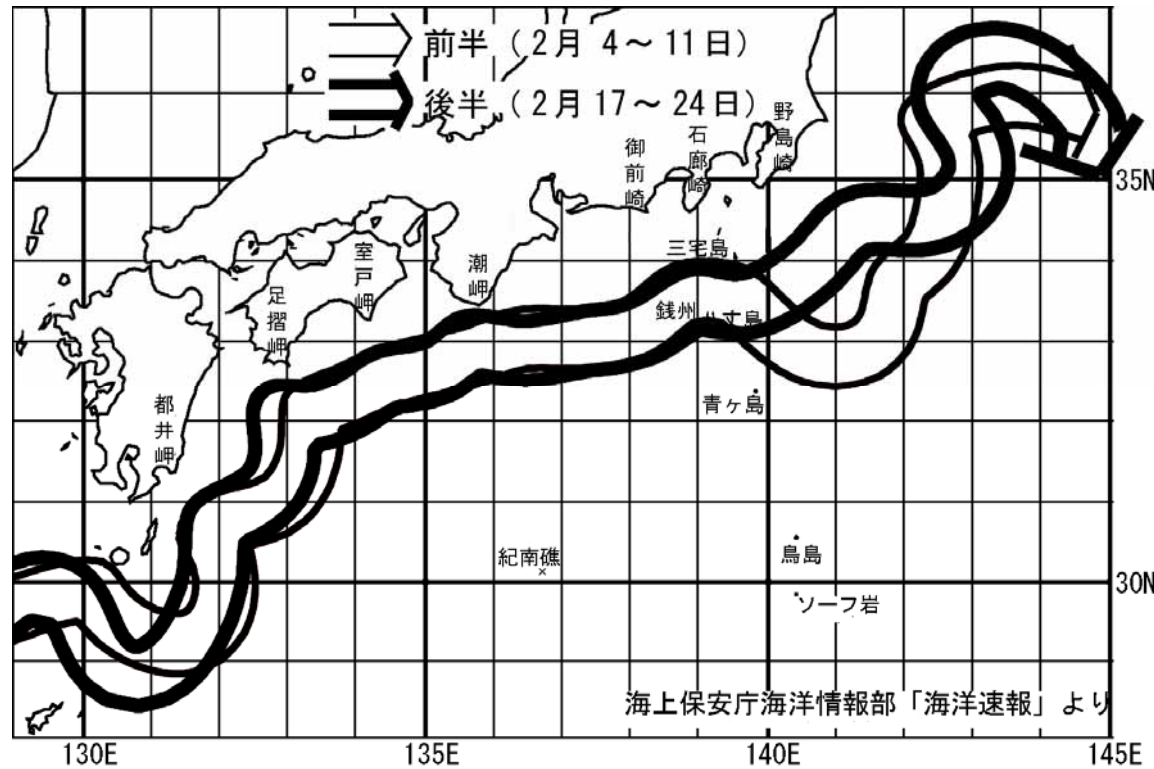 前半（2月 4～11日）
後半（2月 17～24日）
野島崎
石廊崎
御前崎
35N
三宅島
室戸岬
潮岬
足摺岬
銭州
八丈島
青ヶ島
都井岬
紀南礁
鳥島
30N
ソーフ岩
海上保安庁海洋情報部「海洋速報」より
130E
135E
140E
145E